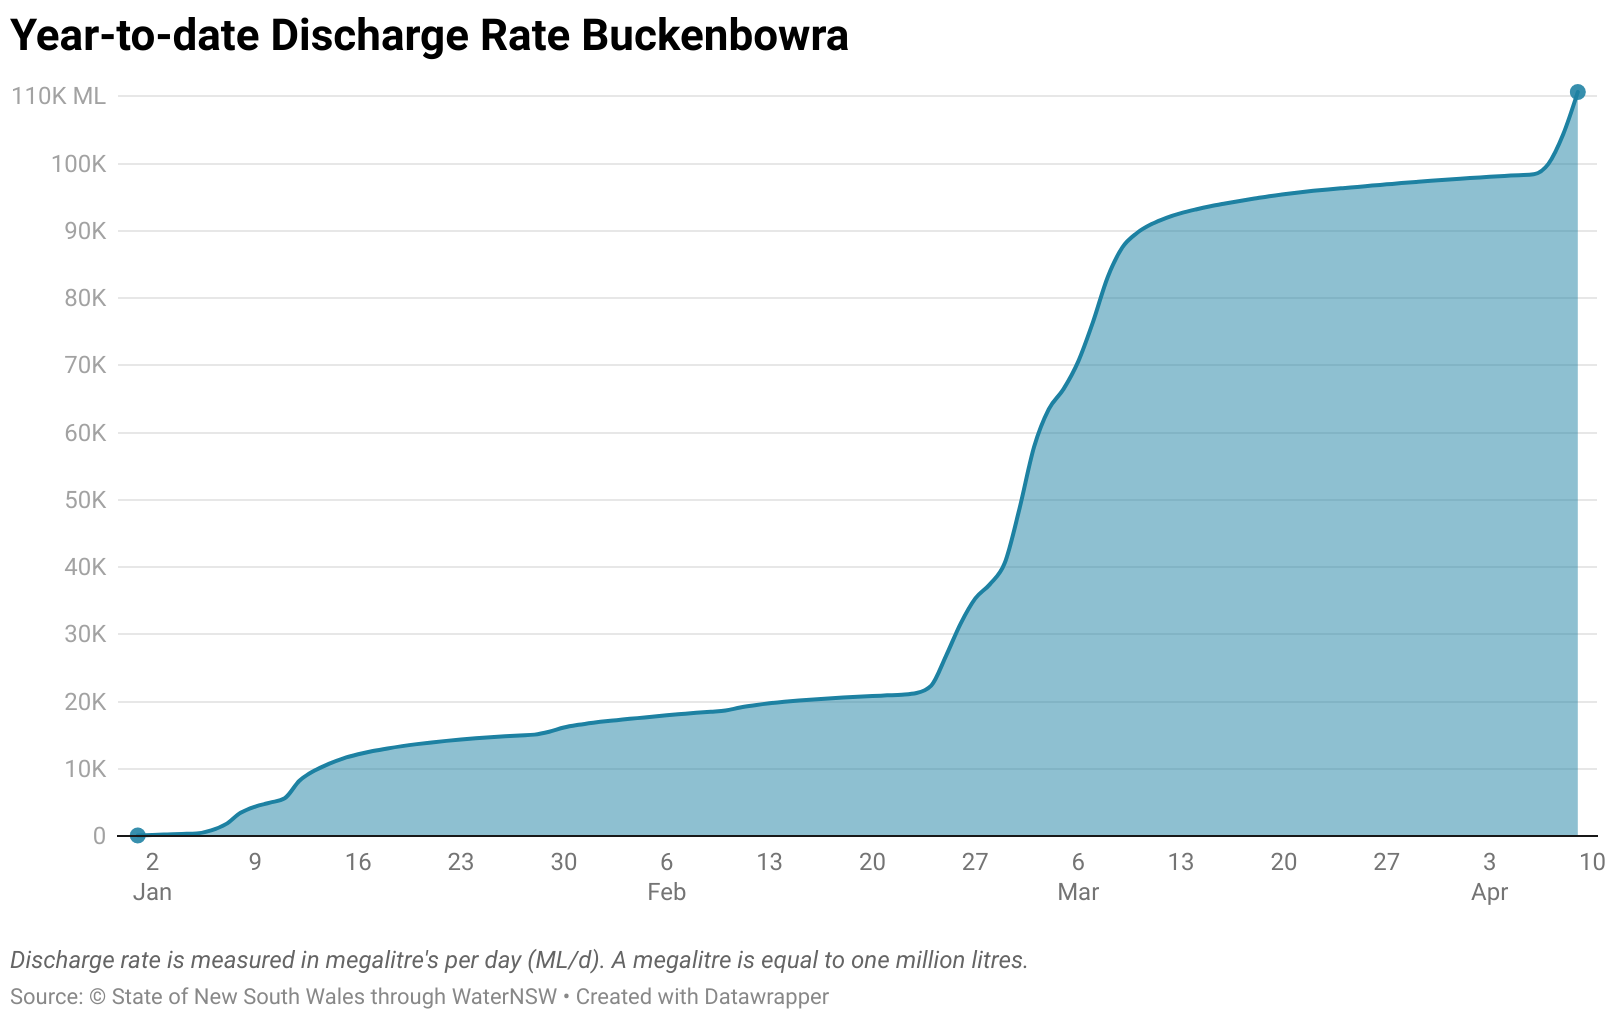 Year-to-date Discharge Rate Buckenbowra
110K ML
100K
90K
80K
70K
60K
50K
40K
30K
20K
10K
0
2 9 16 23 30 6 13 20 27 6 13 20 27 3 10
Jan Feb Mar Apr
Discharge rate is measured in megalitre's per day (ML/d). A megalitre is equal to one million litres.
Source: © State of New South Wales through WaterNSW • Created with Datawrapper